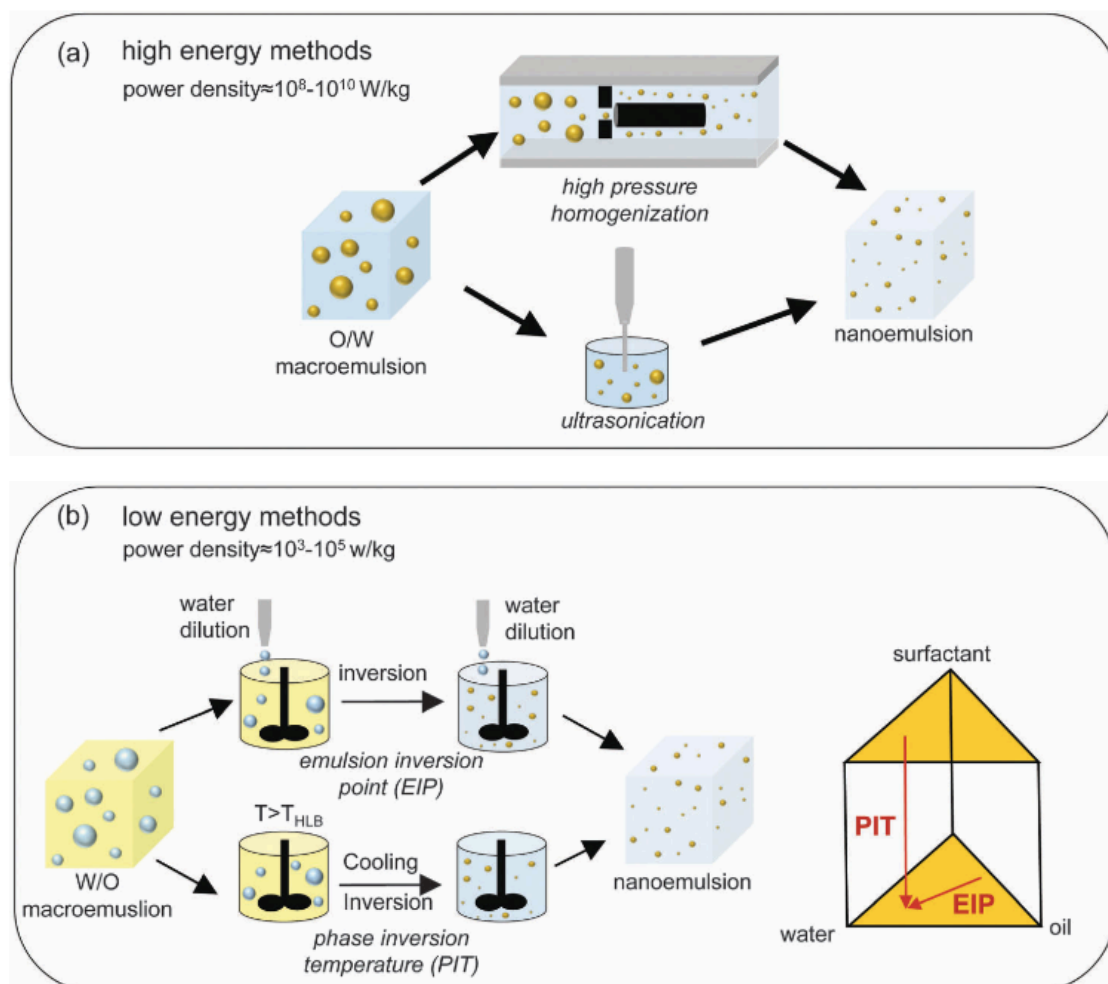 (a) high energy methods
power density≈10⁸-10¹⁰ W/kg
high pressure
homogenization
O/W
macroemulsion
nanoemulsion
ultrasonication
(b) low energy methods
power density≈10³-10⁵ w/kg
water
dilution
water
dilution
inversion
emulsion inversion
point (EIP)
surfactant
T>T_HLB
Cooling
Inversion
W/O
macroemuslion
nanoemulsion
phase inversion
temperature (PIT)
PIT
EIP
water
oil